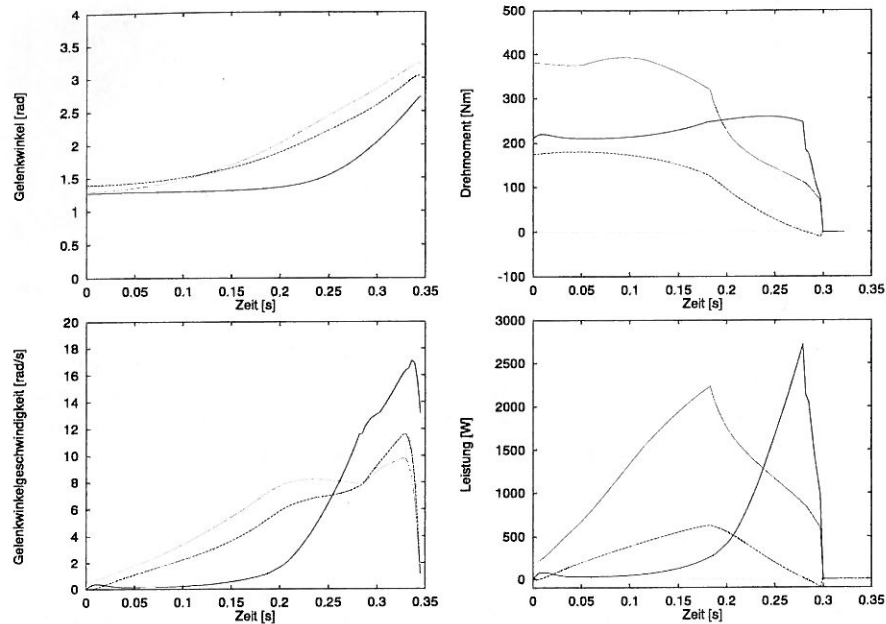 Gelenkwinkel [rad]
4
3.5
3
2.5
2
1.5
1
0.5
0
0 0.05 0.1 0.15 0.2 0.25 0.3 0.35
Zeit [s]
Drehmoment [Nm]
500
400
300
200
100
0
-100
0 0.05 0.1 0.15 0.2 0.25 0.3 0.35
Zeit [s]
Gelenkwinkelgeschwindigkeit [rad/s]
20
18
16
14
12
10
8
6
4
2
0
0 0.05 0.1 0.15 0.2 0.25 0.3 0.35
Zeit [s]
Leistung [W]
3000
2500
2000
1500
1000
500
0
0 0.05 0.1 0.15 0.2 0.25 0.3 0.35
Zeit [s]